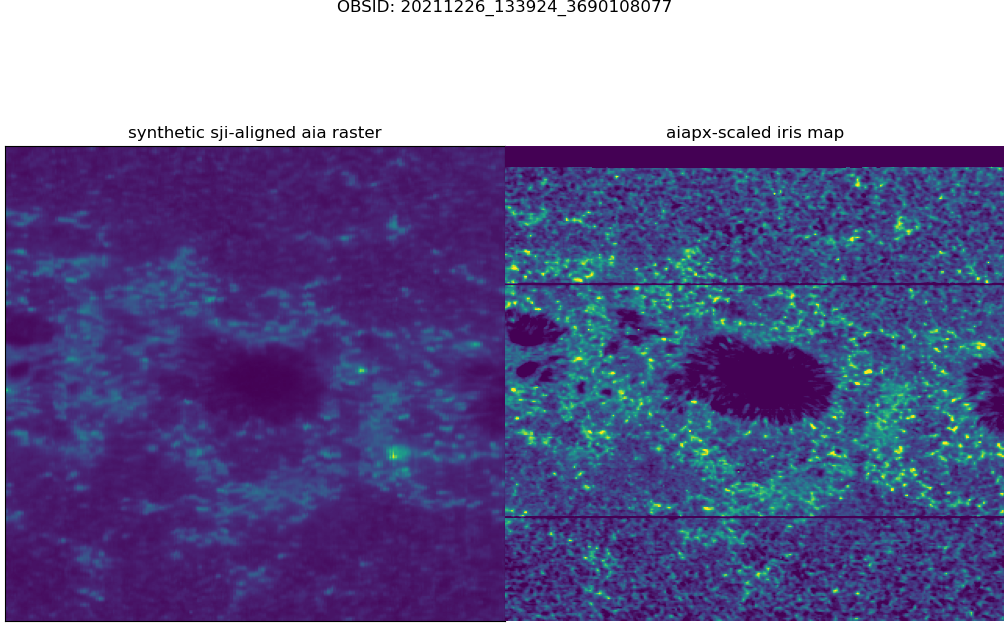 OBSID: 20211226_133924_3690108077
synthetic sji-aligned aia raster
aiapx-scaled iris map